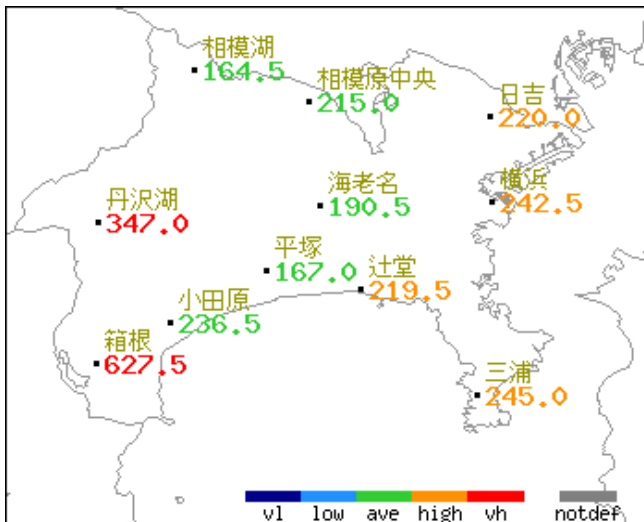 相模湖
164.5
相模原中央
215.0
日吉
220.0
丹沢湖
347.0
海老名
190.5
横浜
242.5
平塚
167.0
辻堂
219.5
小田原
236.5
箱根
627.5
三浦
245.0
vl low ave high vh notdef